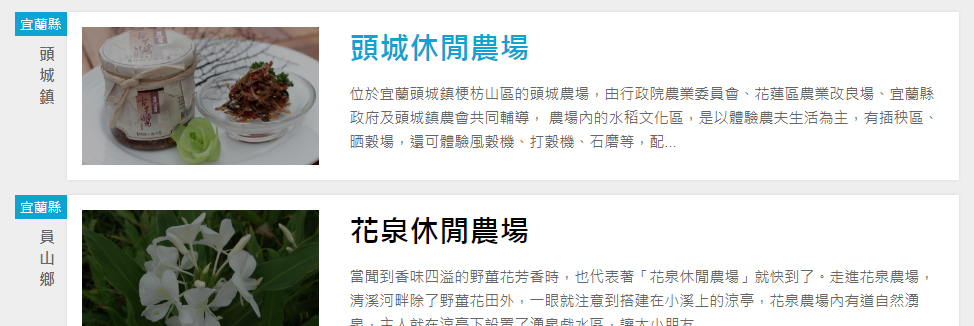 宜蘭縣
頭城鎮
頭城休閒農場
位於宜蘭頭城鎮梗枋山區的頭城農場，由行政院農業委員會、花蓮區農業改良場、宜蘭縣
政府及頭城鎮農會共同輔導， 農場內的水稻文化區，是以體驗農夫生活為主，有插秧區、
晒穀場，還可體驗風穀機、打穀機、石磨等，配...
宜蘭縣
員山鄉
花泉休閒農場
當聞到香味四溢的野薑花芳香時，也代表著「花泉休閒農場」就快到了。走進花泉農場，
清溪河畔除了野薑花田外，一眼就注意到搭建在小溪上的涼亭，花泉農場內有道自然湧
泉，主人就在涼亭下設置了湧泉戲水區，讓大小朋友